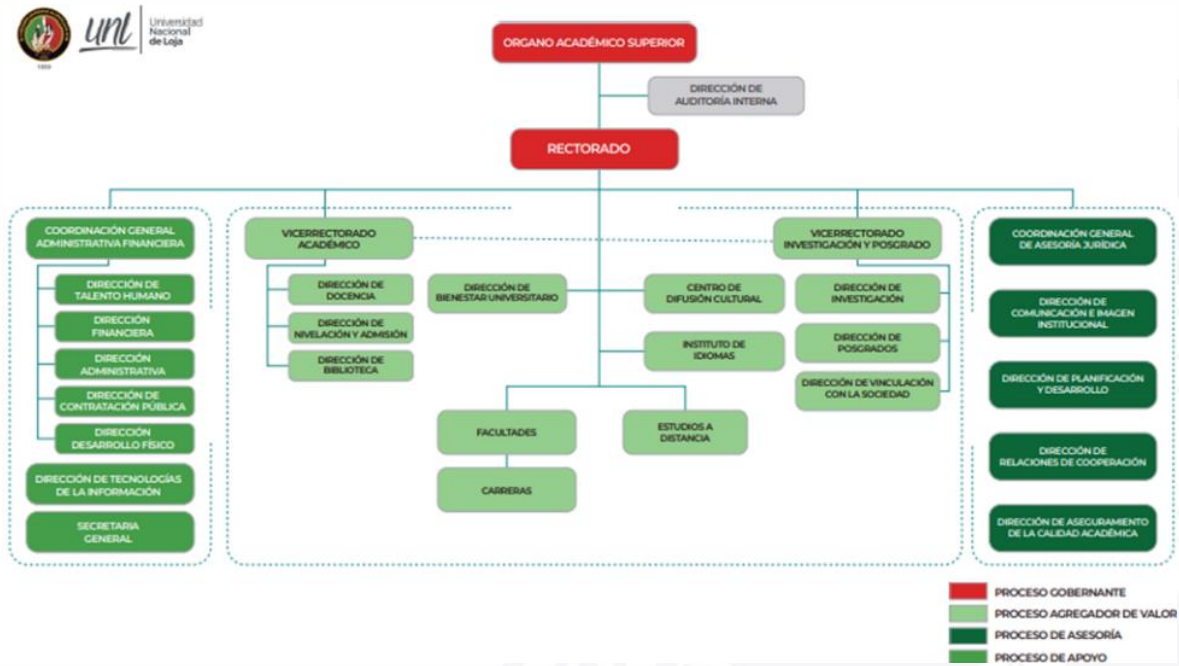 unl
Universidad
Nacional
de Loja
1859
ORGANO ACADÉMICO SUPERIOR
DIRECCIÓN DE
AUDITORÍA INTERNA
RECTORADO
COORDINACIÓN GENERAL
ADMINISTRATIVA FINANCIERA
DIRECCIÓN DE
TALENTO HUMANO
DIRECCIÓN
FINANCIERA
DIRECCIÓN
ADMINISTRATIVA
DIRECCIÓN DE
CONTRATACIÓN PÚBLICA
DIRECCIÓN
DESARROLLO FÍSICO
DIRECCIÓN DE TECNOLOGÍAS
DE LA INFORMACIÓN
SECRETARIA
GENERAL
VICERRECTORADO
ACADÉMICO
DIRECCIÓN DE
DOCENCIA
DIRECCIÓN DE
NIVELACIÓN Y ADMISIÓN
DIRECCIÓN DE
BIBLIOTECA
DIRECCIÓN DE
BIENESTAR UNIVERSITARIO
CENTRO DE
DIFUSIÓN CULTURAL
INSTITUTO DE
IDIOMAS
FACULTADES
CARRERAS
ESTUDIOS A
DISTANCIA
VICERRECTORADO
INVESTIGACIÓN Y POSGRADO
DIRECCIÓN DE
INVESTIGACIÓN
DIRECCIÓN DE
POSGRADOS
DIRECCIÓN DE VINCULACIÓN
CON LA SOCIEDAD
COORDINACIÓN GENERAL
DE ASESORÍA JURÍDICA
DIRECCIÓN DE
COMUNICACIÓN E IMAGEN
INSTITUCIONAL
DIRECCIÓN DE PLANIFICACIÓN
Y DESARROLLO
DIRECCIÓN DE
RELACIONES DE COOPERACIÓN
DIRECCIÓN DE ASEGURAMIENTO
DE LA CALIDAD ACADÉMICA
PROCESO GOBERNANTE
PROCESO AGREGADOR DE VALOR
PROCESO DE ASESORÍA
PROCESO DE APOYO